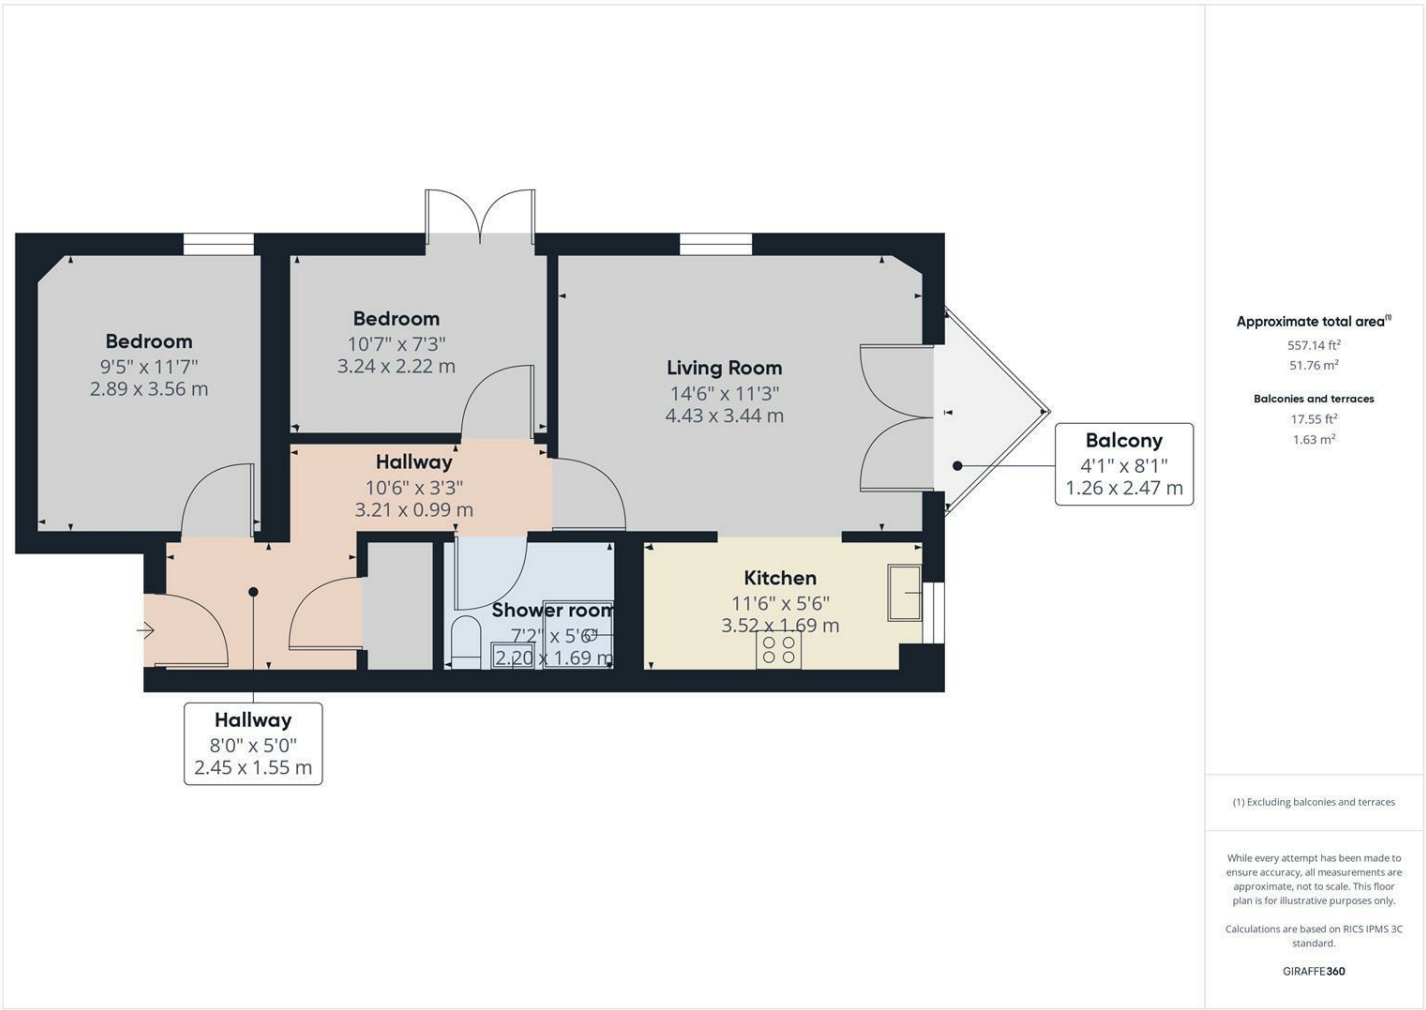 Bedroom
9'5" x 11'7"
2.89 x 3.56 m
Bedroom
10'7" x 7'3"
3.24 x 2.22 m
Living Room
14'6" x 11'3"
4.43 x 3.44 m
Hallway
10'6" x 3'3"
3.21 x 0.99 m
Balcony
4'1" x 8'1"
1.26 x 2.47 m
Kitchen
11'6" x 5'6"
3.52 x 1.69 m
Shower room
7'2" x 5'6"
2.20 x 1.69 m
Hallway
8'0" x 5'0"
2.45 x 1.55 m
Approximate total area(1)
557.14 ft²
51.76 m²
Balconies and terraces
17.55 ft²
1.63 m²
(1) Excluding balconies and terraces
While every attempt has been made to
ensure accuracy, all measurements are
approximate, not to scale. This floor
plan is for illustrative purposes only.
Calculations are based on RICS IPMS 3C
standard.
GIRAFFE360